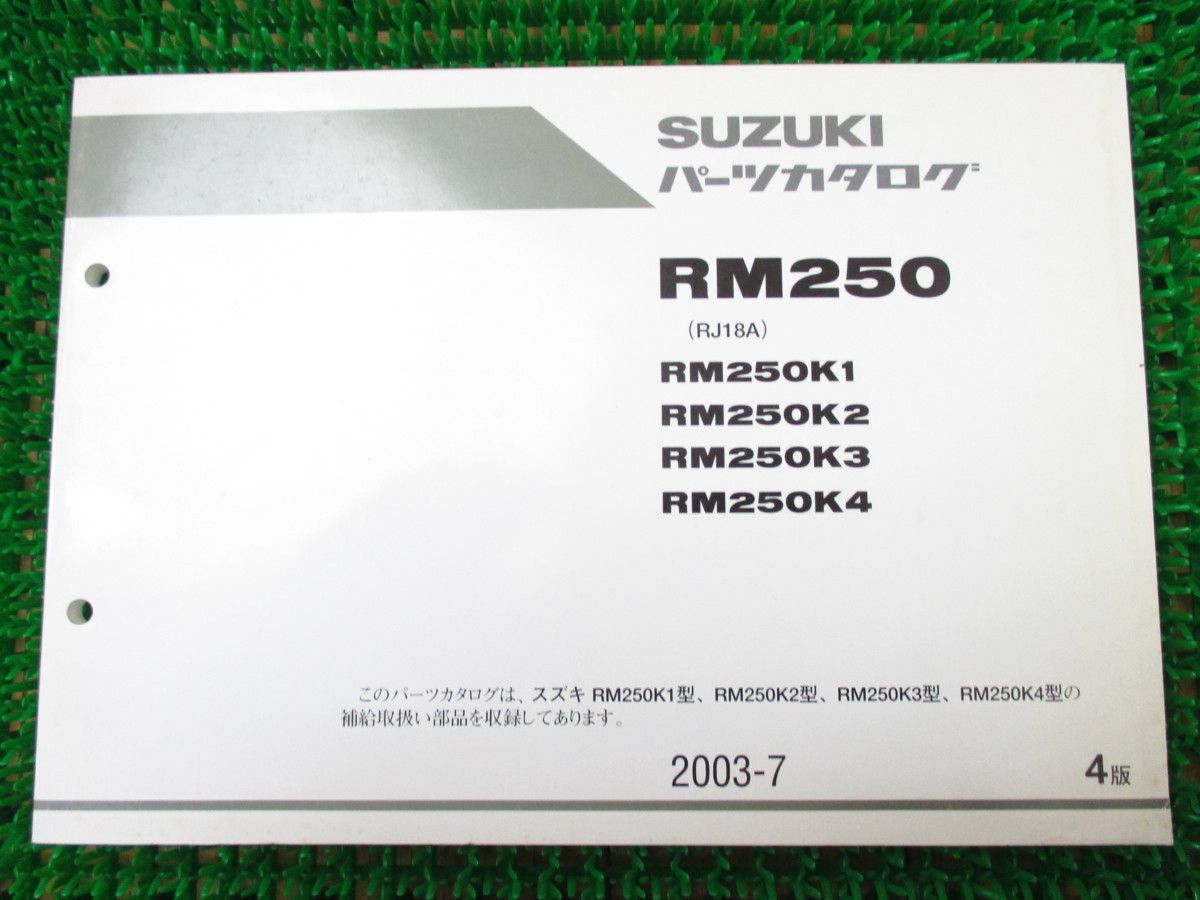 SUZUKI
パーツカタログ
RM250
(RJ18A)
RM250K1
RM250K2
RM250K3
RM250K4
このパーツカタログは、スズキ RM250K1型、RM250K2型、RM250K3型、RM250K4型の
補給取扱い部品を収録してあります。
2003-7
4版